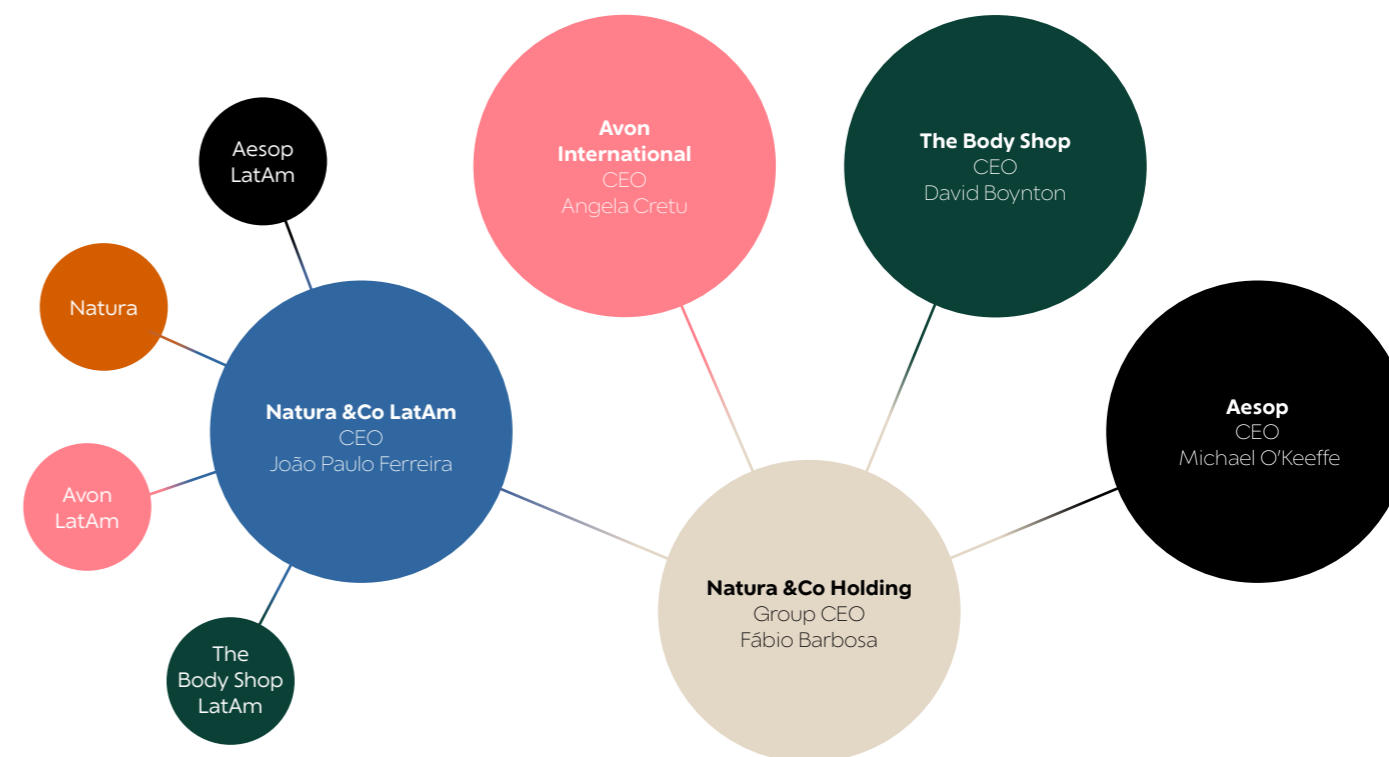 Avon
International
CEO
Angela Cretu
The Body Shop
CEO
David Boynton
Aesop
LatAm
Natura
Natura &Co LatAm
CEO
João Paulo Ferreira
Aesop
CEO
Michael O’Keeffe
Avon
LatAm
Natura &Co Holding
Group CEO
Fábio Barbosa
The
Body Shop
LatAm